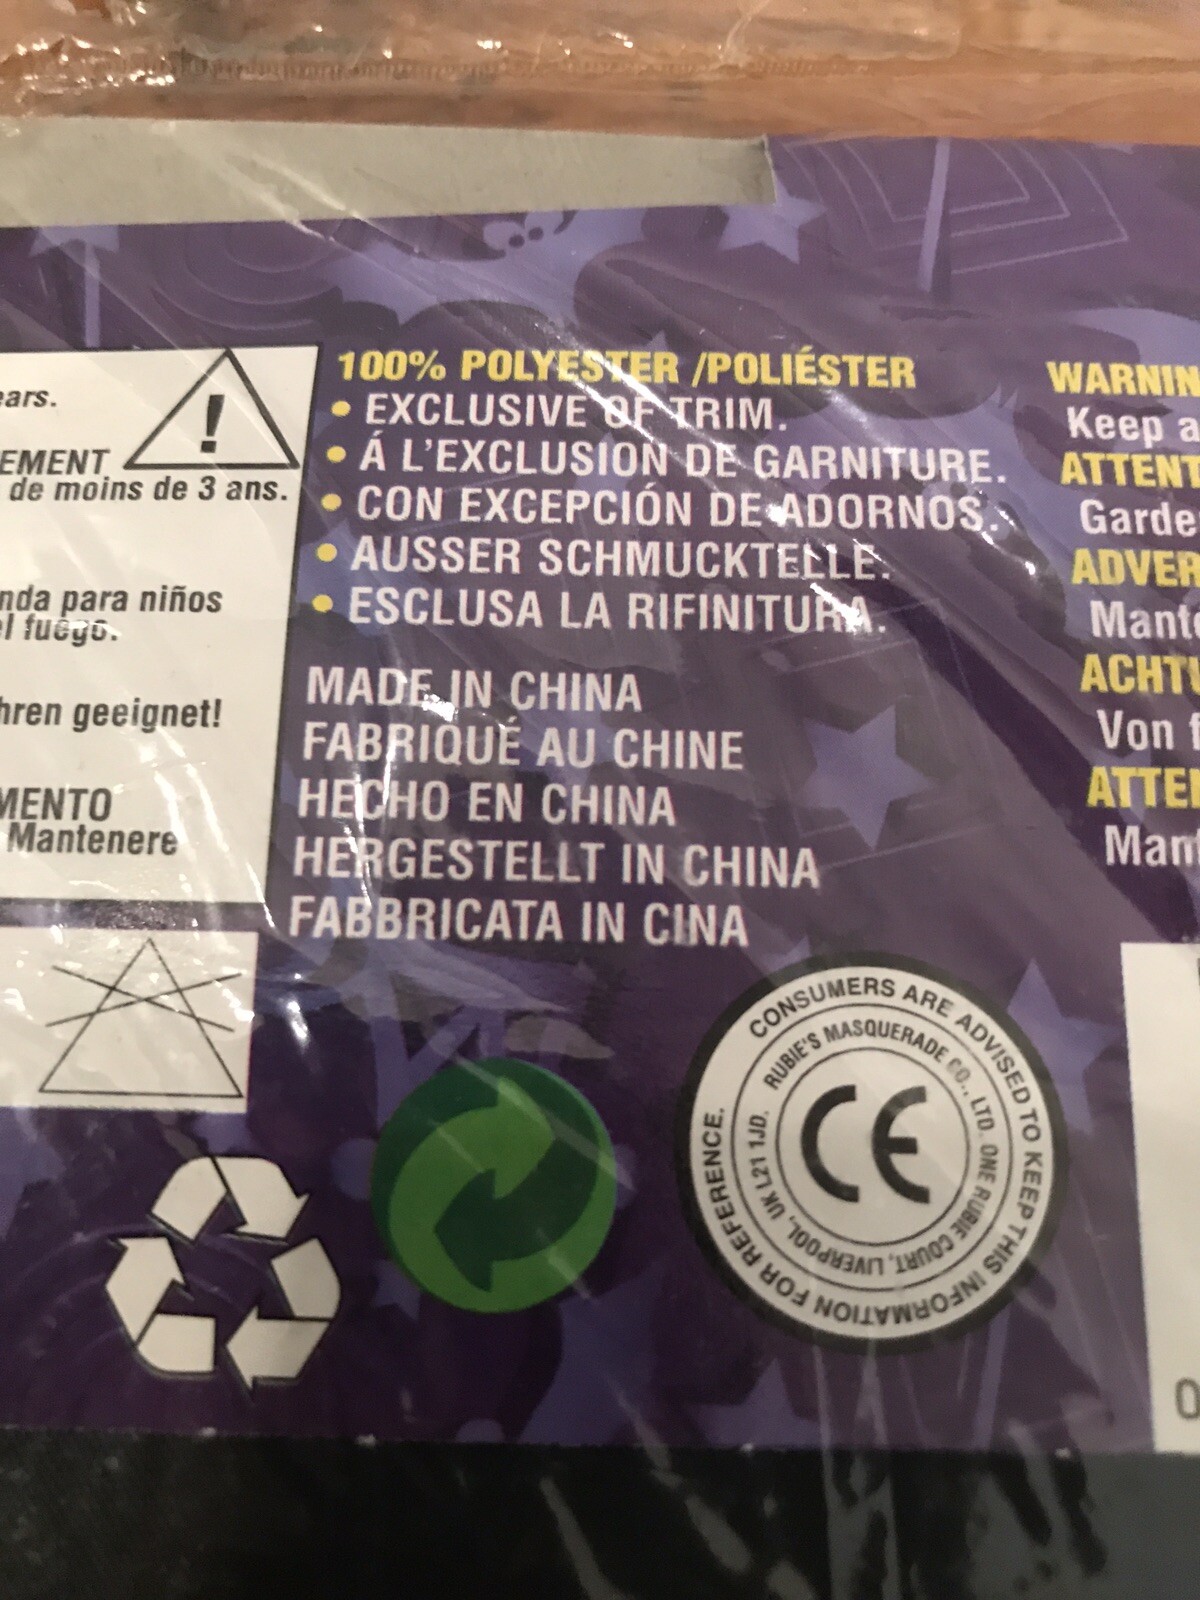 ears.
EMENT
de moins de 3 ans.
nda para niños
el fuego.
hren geeignet!
MENTO
Mantenere
100% POLYESTER /POLIÉSTER
• EXCLUSIVE OF TRIM.
• Á L'EXCLUSION DE GARNITURE.
• CON EXCEPCIÓN DE ADORNOS.
• AUSSER SCHMUCKTELLE.
• ESCLUSA LA RIFINITURA.
MADE IN CHINA
FABRIQUÉ AU CHINE
HECHO EN CHINA
HERGESTELLT IN CHINA
FABBRICATA IN CINA
WARNIN
Keep a
ATTENT
Garde
ADVER
Mante
ACHTU
Von f
ATTEN
Man
CONSUMERS ARE ADVISED TO KEEP THIS INFORMATION FOR REFERENCE.
RUBIE'S MASQUERADE CO., LTD. ONE RUBIE COURT, LIVERPOOL, UK L21 1JD.
CE
0